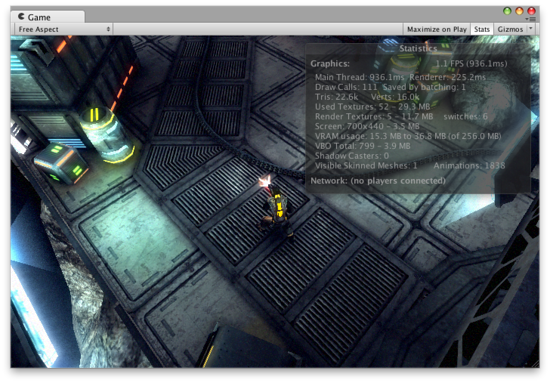 Game
Free Aspect
Maximize on Play
Stats
Gizmos
Statistics
Graphics: 1.1 FPS (936.1ms)
Main Thread: 936.1ms Renderer: 225.2ms
Draw Calls: 111 Saved By batching: 1
Tris: 22.6k Verts: 16.0k
Used Textures: 52 - 29.3 MB
Render Textures: 5 - 11.7 MB switches: 6
Screen: 700x440 - 3.5 MB
VRAM usage: 15.3 MB to 36.8 MB (of 256.0 MB)
VBO Total: 799 - 3.9 MB
Shadow Casters: 0
Visible Skinned Meshes: 1 Animations: 1838
Network: (no players connected)